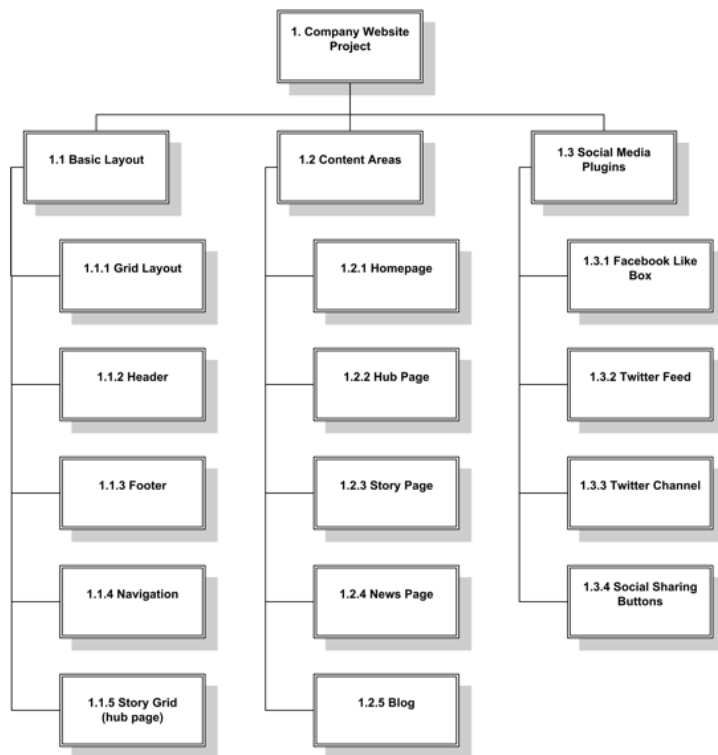 1. Company Website
Project
1.1 Basic Layout
1.2 Content Areas
1.3 Social Media
Plugins
1.1.1 Grid Layout
1.2.1 Homepage
1.3.1 Facebook Like
Box
1.1.2 Header
1.2.2 Hub Page
1.3.2 Twitter Feed
1.1.3 Footer
1.2.3 Story Page
1.3.3 Twitter Channel
1.1.4 Navigation
1.2.4 News Page
1.3.4 Social Sharing
Buttons
1.1.5 Story Grid
(hub page)
1.2.5 Blog